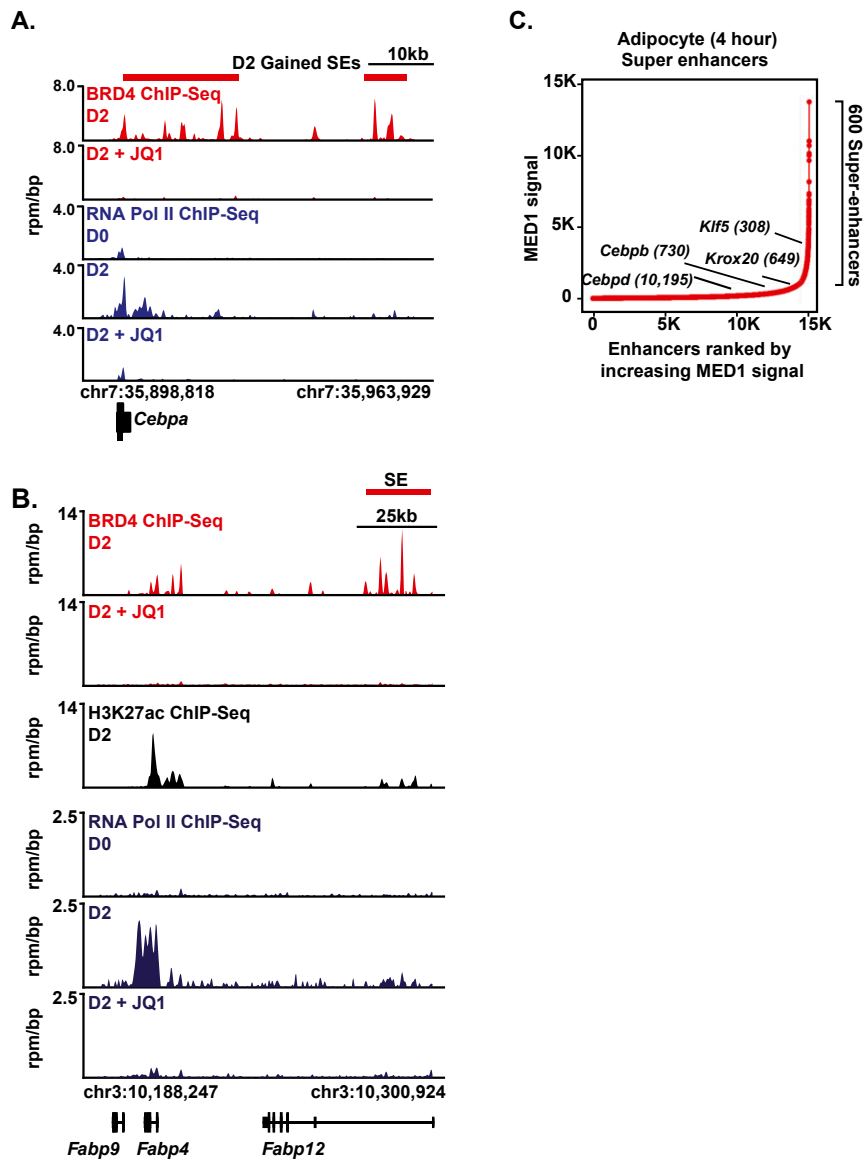 A.
D2 Gained SEs
10kb
8.0
BRD4 ChIP-Seq
D2
8.0
D2 + JQ1
rpm/bp
4.0
RNA Pol II ChIP-Seq
D0
4.0
D2
4.0
D2 + JQ1
chr7:35,898,818
chr7:35,963,929
Cebpa
B.
SE
25kb
14
BRD4 ChIP-Seq
D2
rpm/bp
14
D2 + JQ1
rpm/bp
14
H3K27ac ChIP-Seq
D2
rpm/bp
2.5
RNA Pol II ChIP-Seq
D0
rpm/bp
2.5
D2
rpm/bp
2.5
D2 + JQ1
rpm/bp
chr3:10,188,247
chr3:10,300,924
Fabp9
Fabp4
Fabp12
C.
Adipocyte (4 hour)
Super enhancers
15K
10K
5K
0
MED1 signal
Klf5 (308)
Cebpb (730)
Krox20 (649)
Cebpd (10,195)
600 Super-enhancers
0
5K
10K
15K
Enhancers ranked by
increasing MED1 signal